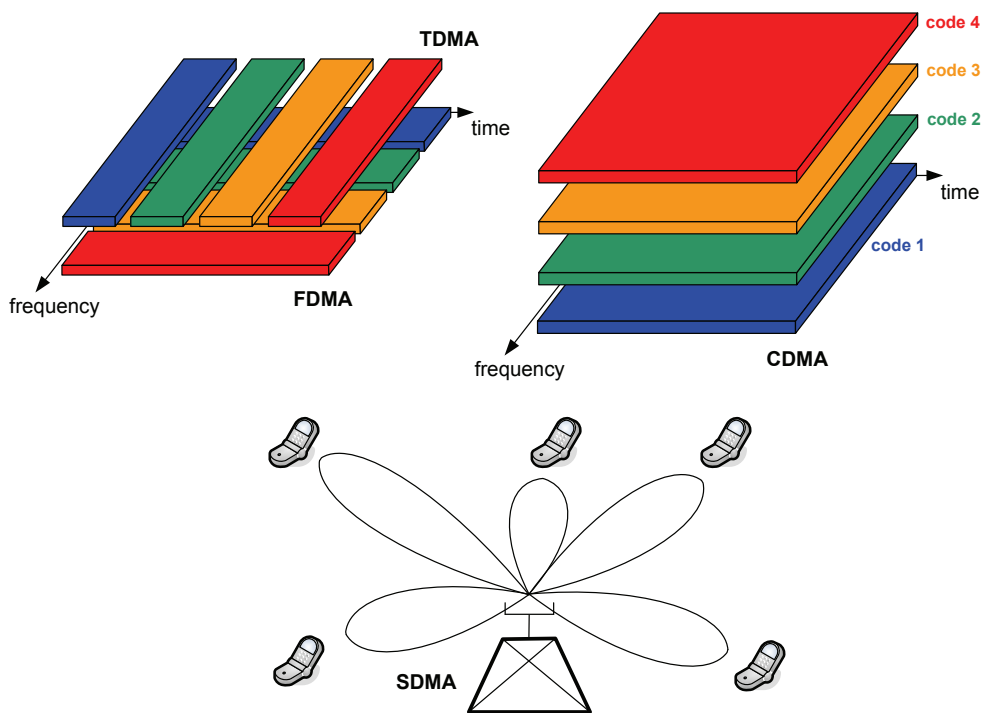 TDMA
time
FDMA
frequency
code 4
code 3
code 2
time
code 1
CDMA
frequency
SDMA